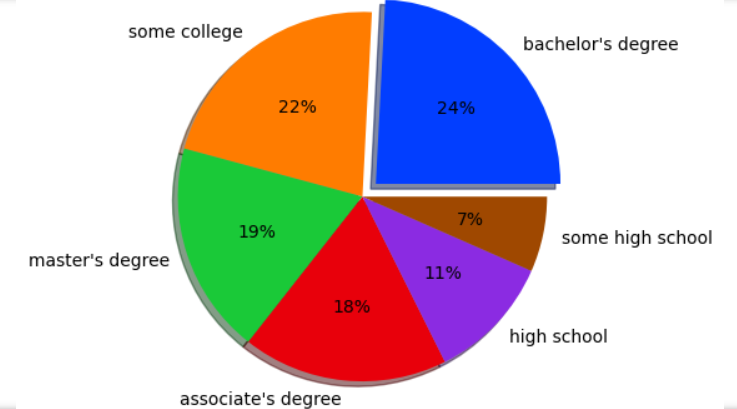 some college
bachelor's degree
22%
24%
19%
7%
some high school
master's degree
11%
18%
high school
associate's degree